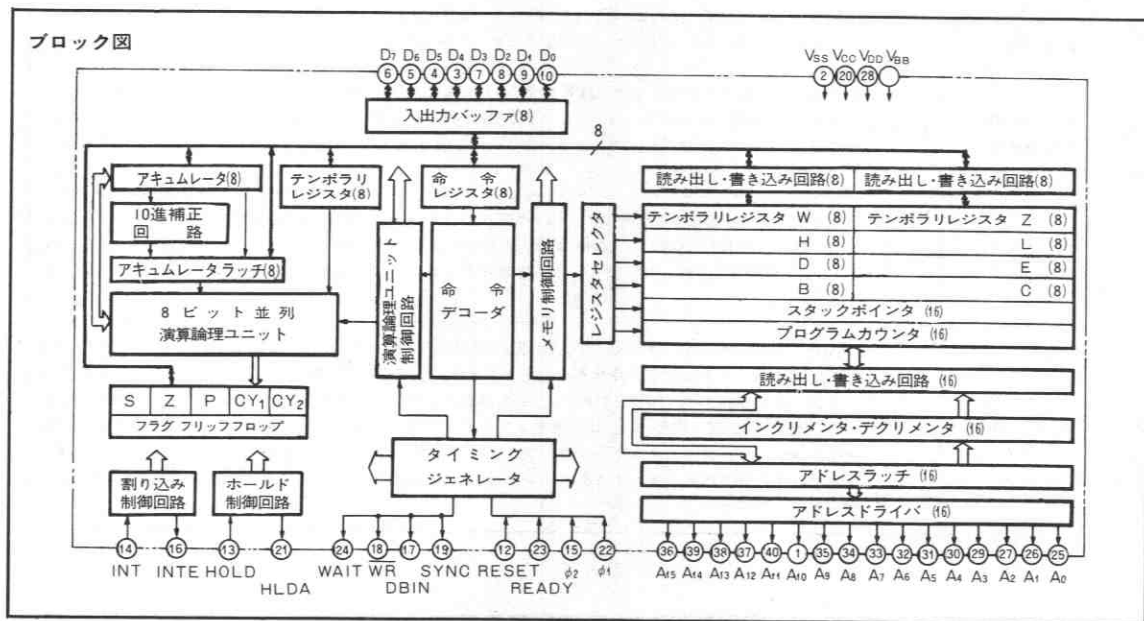 ブロック図
D7 D6 D5 D4 D3 D2 D1 D0
6 5 4 3 7 8 9 10
VSS VCC VDD VBB
2 20 28
入出力バッファ(8)
8
アキュムレータ(8)
テンポラリ
レジスタ(8)
命 令
レジスタ(8)
読み出し・書き込み回路(8)
読み出し・書き込み回路(8)
10進補正
回 路
アキュムレータラッチ(8)
8ビット並列
演算論理ユニット
演算論理ユニット
制御回路
命 令
デコーダ
メモリ制御回路
レジスタセレクタ
テンポラリレジスタ W (8)
テンポラリレジスタ Z (8)
H (8)
L (8)
D (8)
E (8)
B (8)
C (8)
スタックポインタ (16)
プログラムカウンタ (16)
読み出し・書き込み回路 (16)
インクリメンタ・デクリメンタ (16)
アドレスラッチ (16)
アドレスドライバ (16)
S Z P CY1 CY2
フラグ フリップフロップ
割り込み
制御回路
ホールド
制御回路
タイミング
ジェネレータ
14 16 13 21 24 18 17 19 12 23 15 22
INT INTE HOLD HLDA WAIT WR DBIN SYNC RESET READY φ2 φ1
36 39 38 37 40 1 35 34 33 32 31 30 29 27 26 25
A15 A14 A13 A12 A11 A10 A9 A8 A7 A6 A5 A4 A3 A2 A1 A0